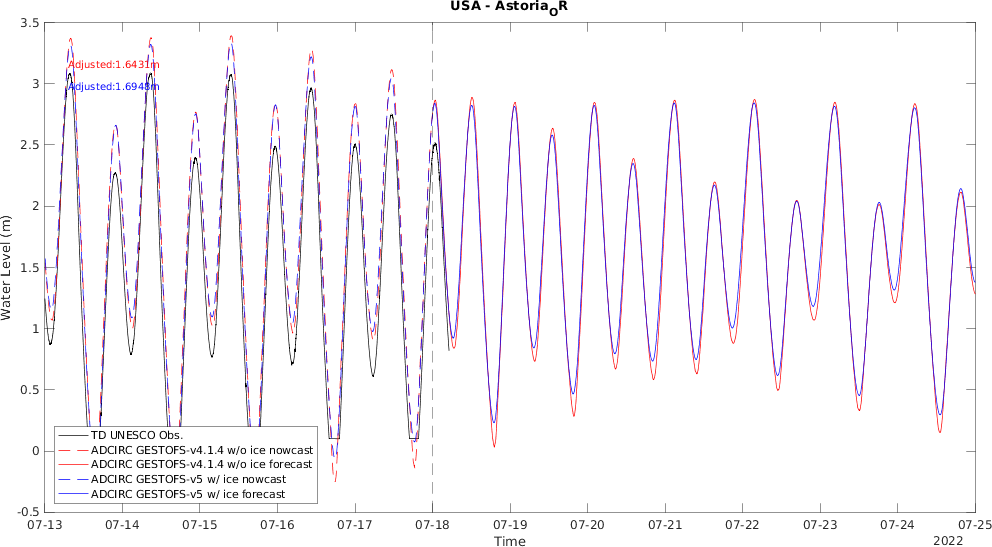 USA - AstoriaOR
3.5
3
2.5
2
1.5
1
0.5
0
-0.5
Water Level (m)
Adjusted:1.6431m
Adjusted:1.6948m
TD UNESCO Obs.
ADCIRC GESTOFS-v4.1.4 w/o ice nowcast
ADCIRC GESTOFS-v4.1.4 w/o ice forecast
ADCIRC GESTOFS-v5 w/ ice nowcast
ADCIRC GESTOFS-v5 w/ ice forecast
07-13 07-14 07-15 07-16 07-17 07-18 07-19 07-20 07-21 07-22 07-23 07-24 07-25
Time
2022